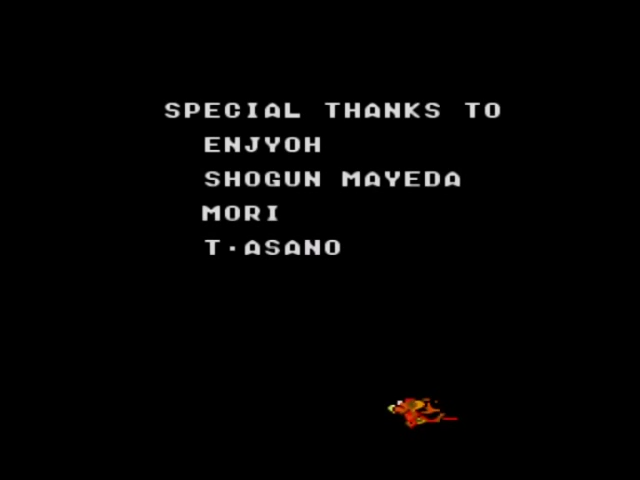 SPECIAL THANKS TO
ENJYOH
SHOGUN MAYEDA
MORI
T·ASANO